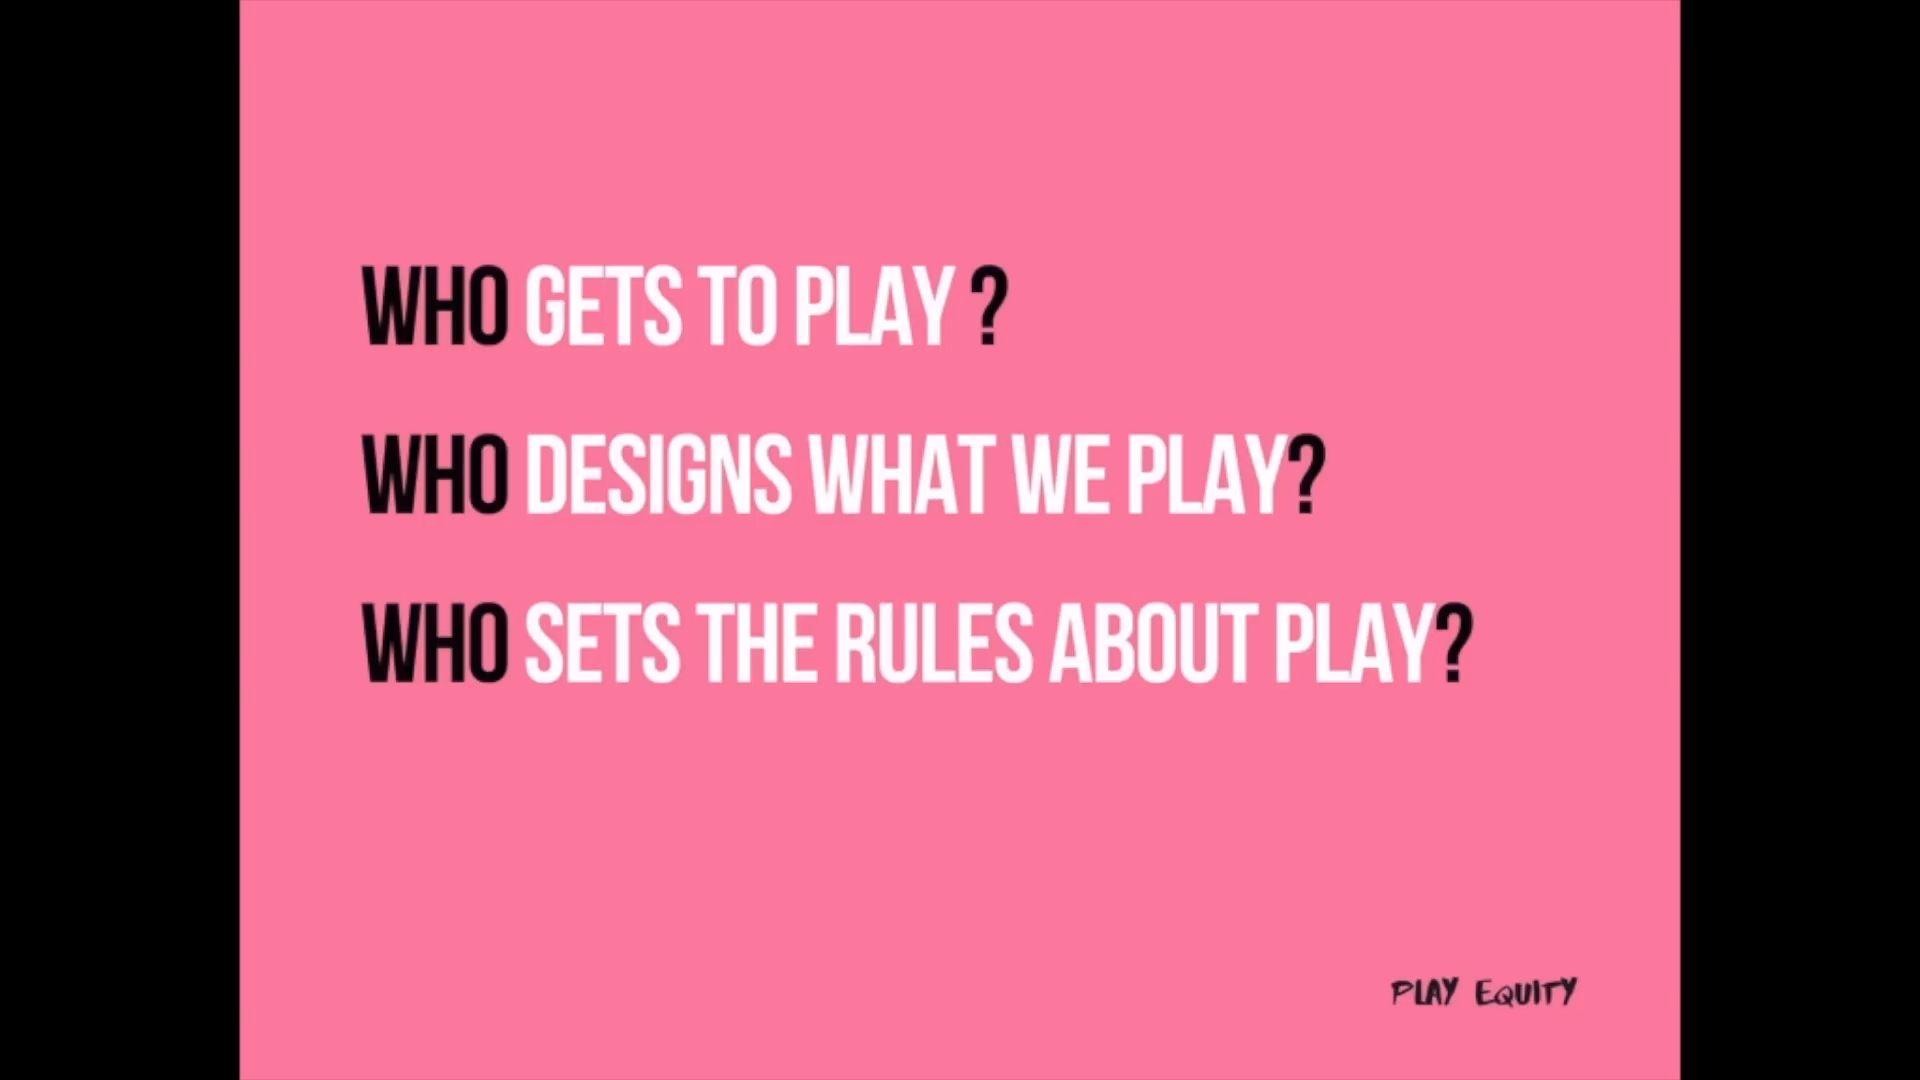 WHO GETS TO PLAY ?
WHO DESIGNS WHAT WE PLAY?
WHO SETS THE RULES ABOUT PLAY?
PLAY EQUITY